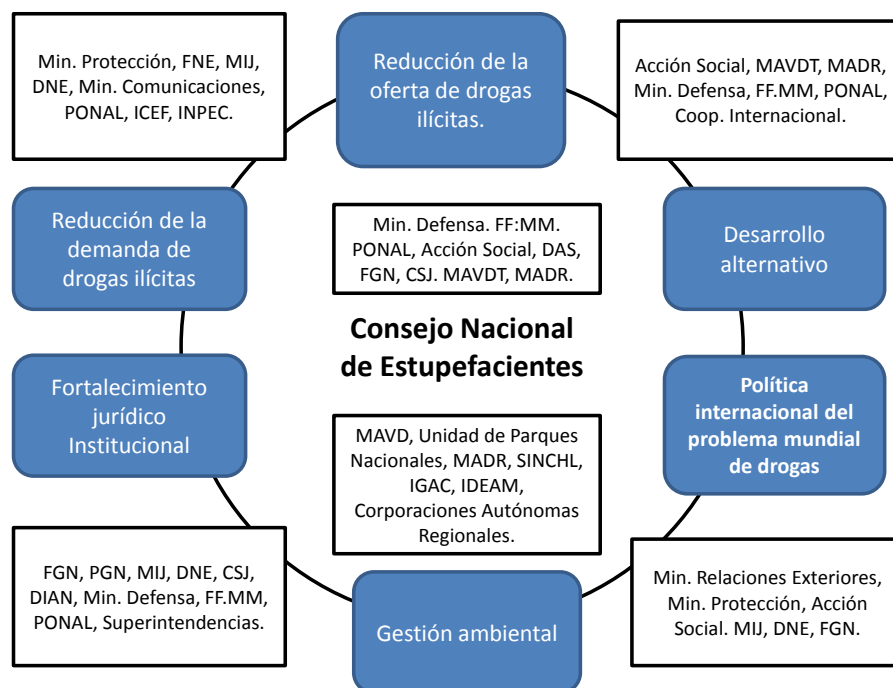 Min. Protección, FNE, MIJ,
DNE, Min. Comunicaciones,
PONAL, ICEF, INPEC.
Reducción de la
oferta de drogas
ilícitas.
Acción Social, MAVDT, MADR,
Min. Defensa, FF.MM, PONAL,
Coop. Internacional.
Reducción de la
demanda de
drogas ilícitas
Min. Defensa. FF:MM.
PONAL, Acción Social, DAS,
FGN, CSJ. MAVDT, MADR.
Desarrollo
alternativo
Consejo Nacional
de Estupefacientes
Fortalecimiento
jurídico
Institucional
Política
internacional del
problema mundial
de drogas
MAVD, Unidad de Parques
Nacionales, MADR, SINCHL,
IGAC, IDEAM,
Corporaciones Autónomas
Regionales.
FGN, PGN, MIJ, DNE, CSJ,
DIAN, Min. Defensa, FF.MM,
PONAL, Superintendencias.
Gestión ambiental
Min. Relaciones Exteriores,
Min. Protección, Acción
Social. MIJ, DNE, FGN.